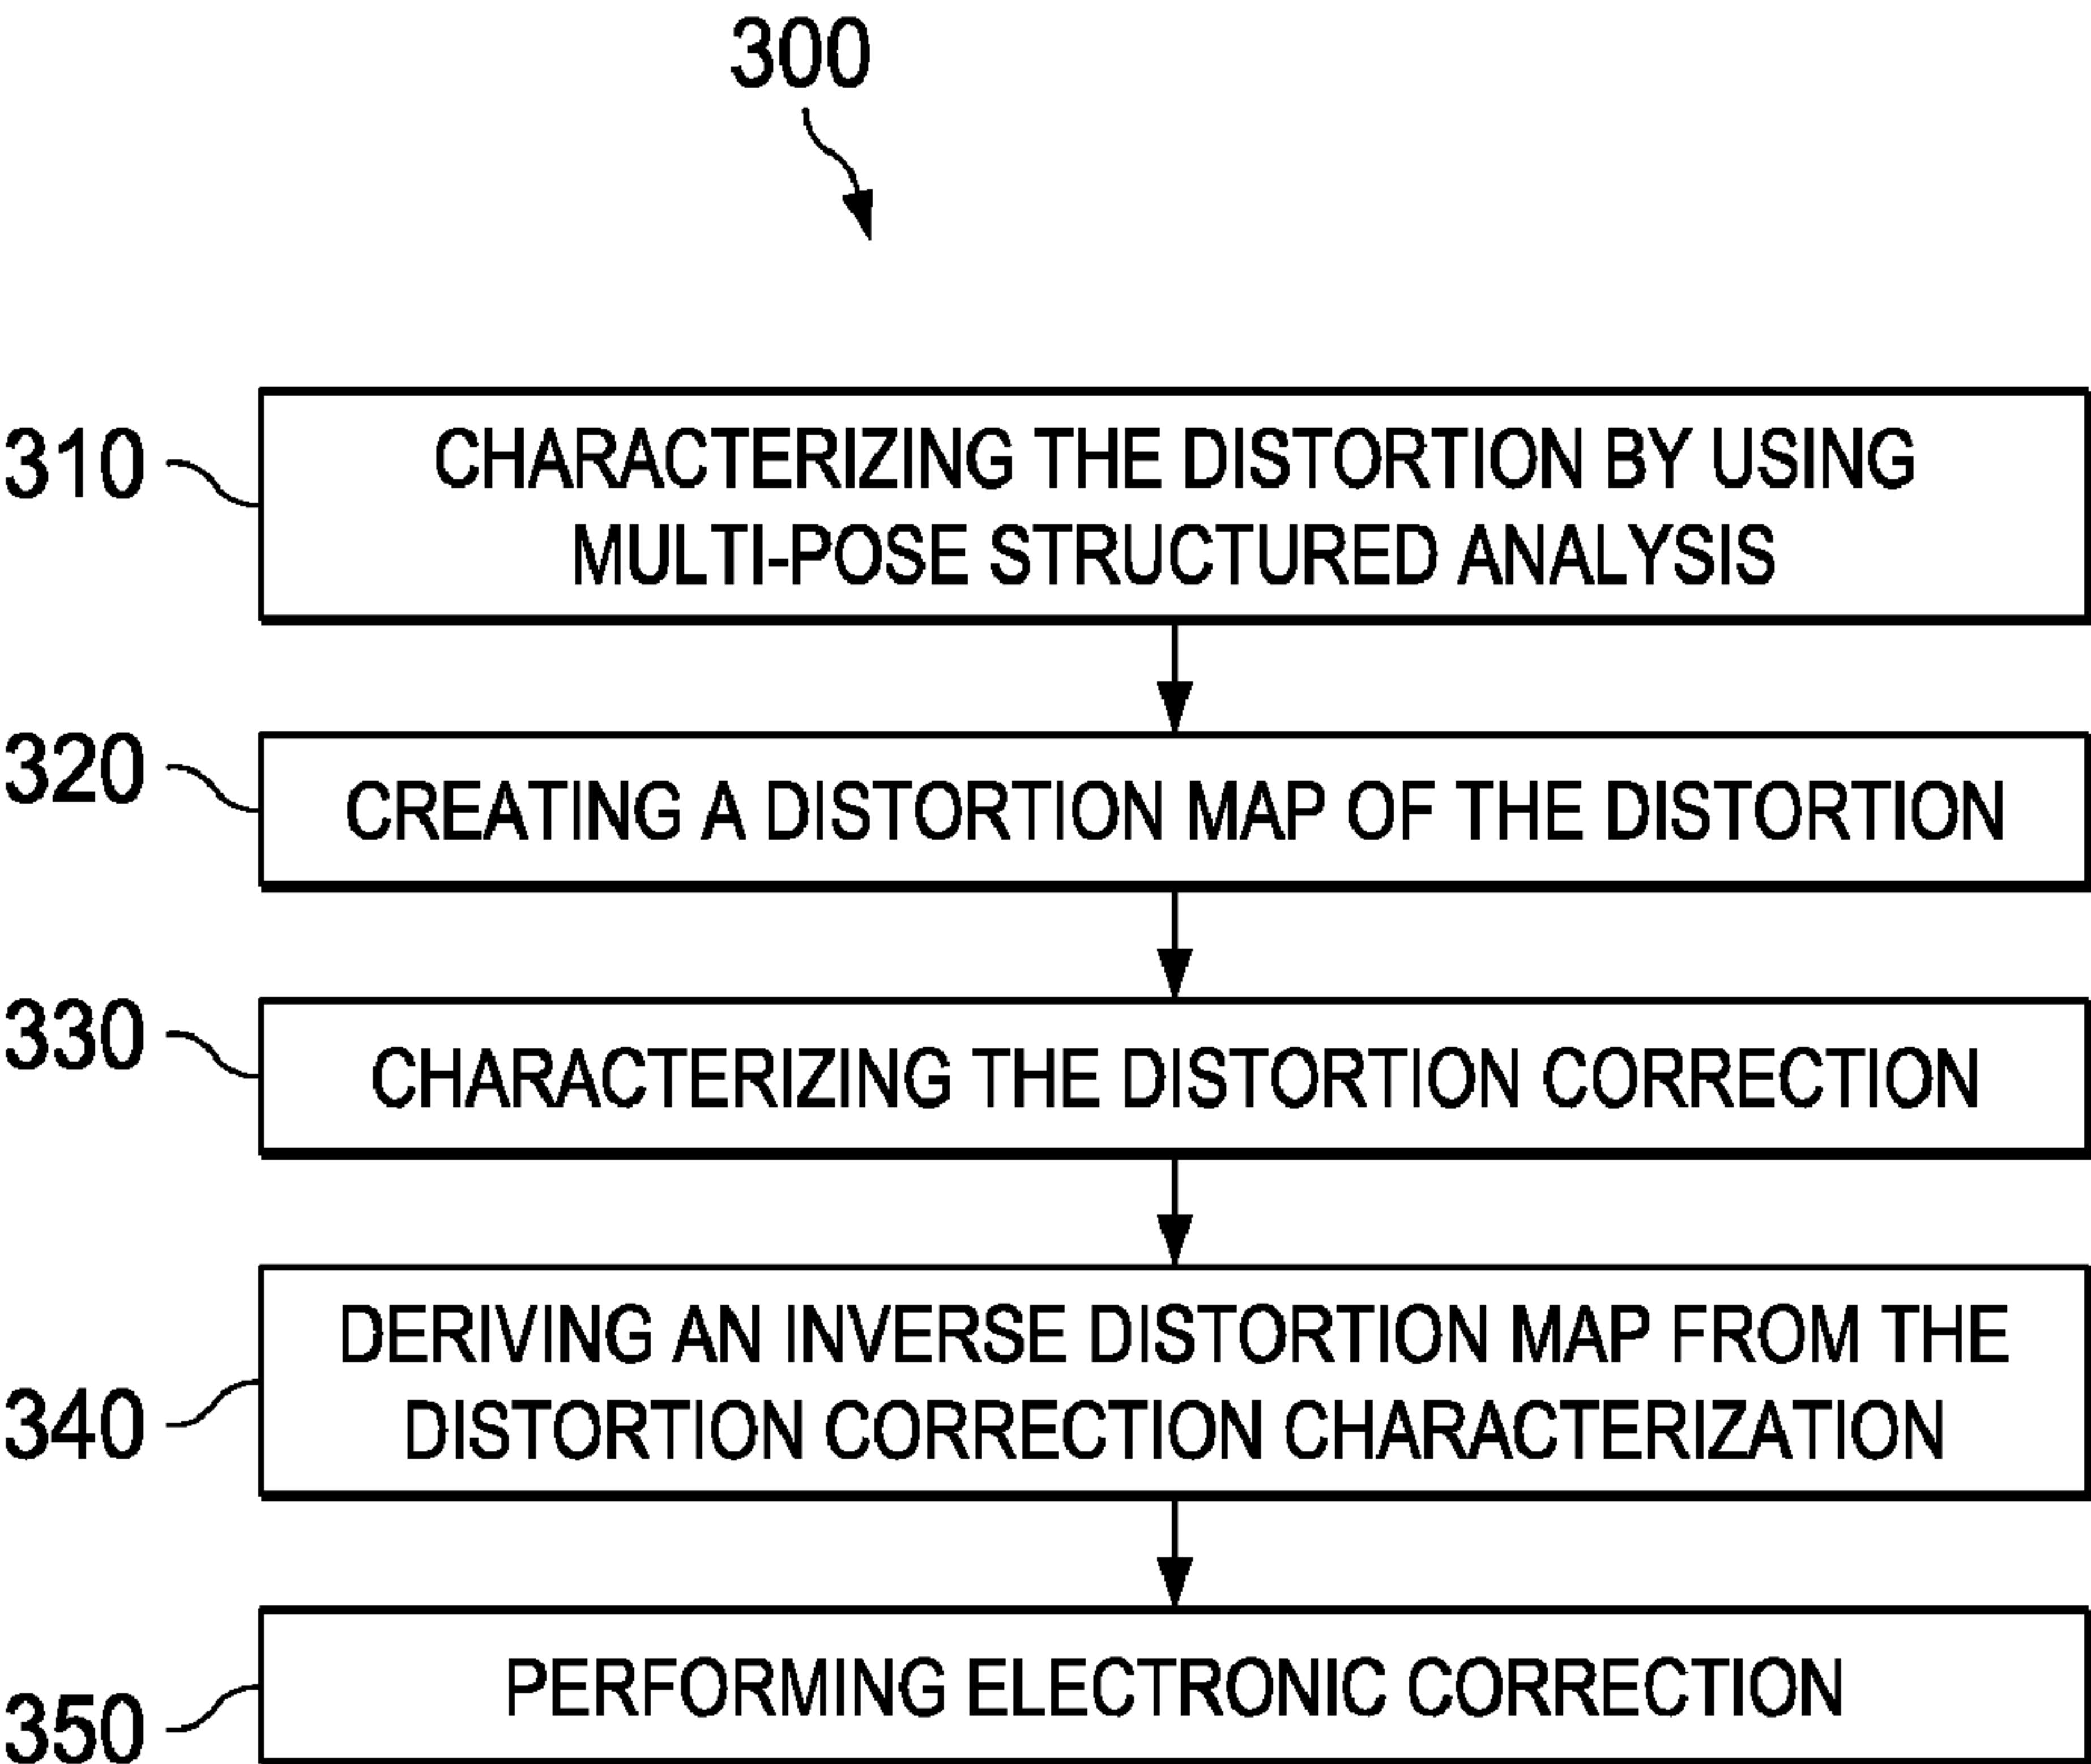 300
310
CHARACTERIZING THE DISTORTION BY USING
MULTI-POSE STRUCTURED ANALYSIS
320
CREATING A DISTORTION MAP OF THE DISTORTION
330
CHARACTERIZING THE DISTORTION CORRECTION
340
DERIVING AN INVERSE DISTORTION MAP FROM THE
DISTORTION CORRECTION CHARACTERIZATION
350
PERFORMING ELECTRONIC CORRECTION